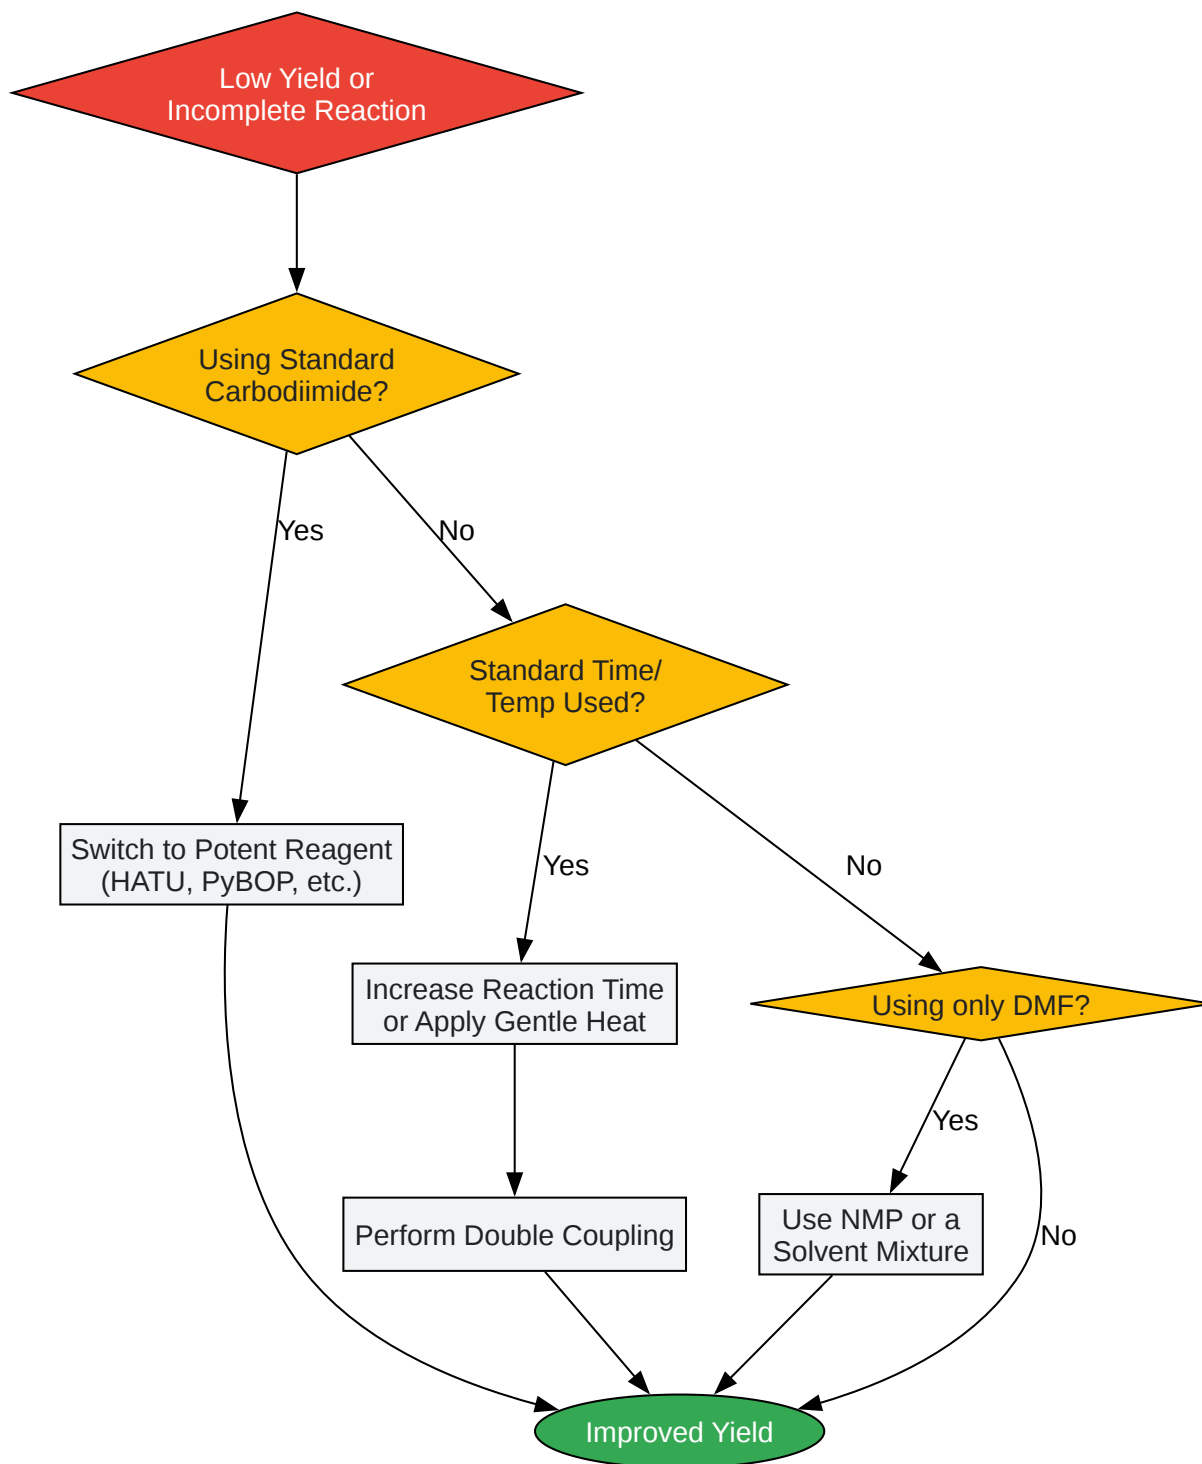 Low Yield or
Incomplete Reaction
Using Standard
Carbodiimide?
Yes
No
Standard Time/
Temp Used?
Switch to Potent Reagent
(HATU, PyBOP, etc.)
Yes
No
Increase Reaction Time
or Apply Gentle Heat
Using only DMF?
Yes
Perform Double Coupling
Use NMP or a
Solvent Mixture
No
Improved Yield